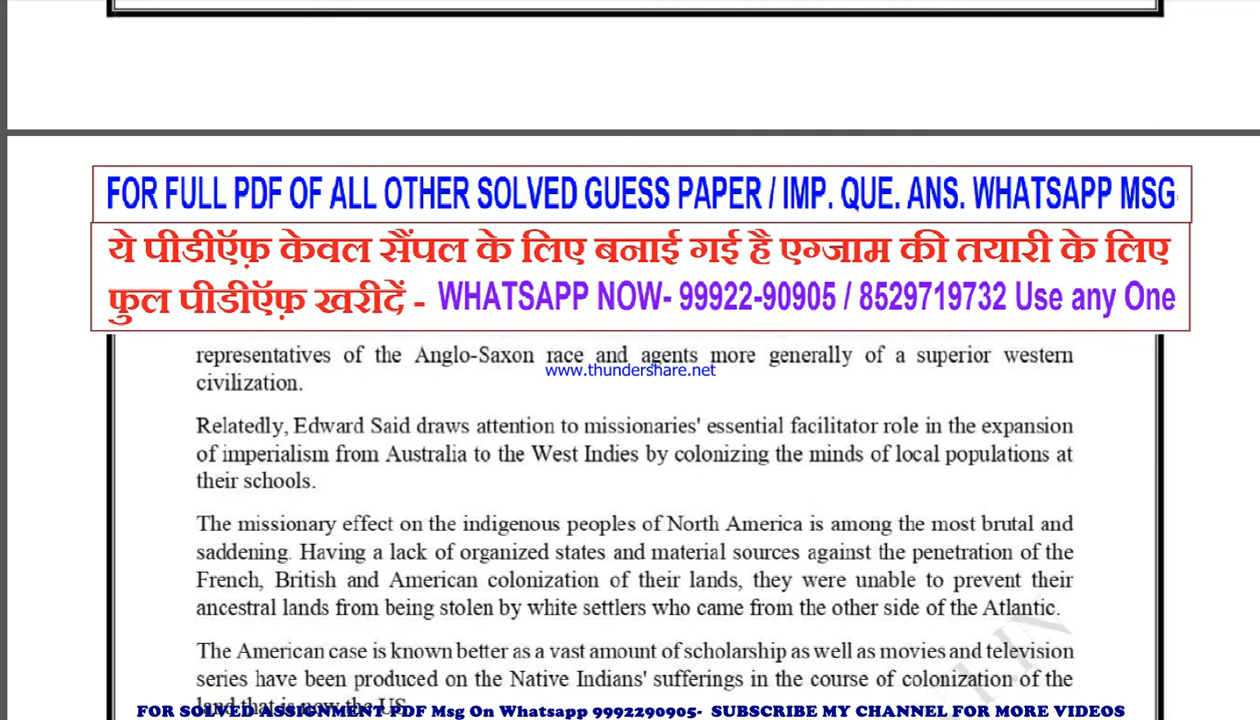 FOR FULL PDF OF ALL OTHER SOLVED GUESS PAPER / IMP. QUE. ANS. WHATSAPP MSG
ये पीडीऍफ़ केवल सैंपल के लिए बनाई गई है एग्जाम की तयारी के लिए
फुल पीडीऍफ़ खरीदें - WHATSAPP NOW- 99922-90905 / 8529719732 Use any One
representatives of the Anglo-Saxon race and agents more generally of a superior western
www.thundershare.net
civilization.
Relatedly, Edward Said draws attention to missionaries' essential facilitator role in the expansion
of imperialism from Australia to the West Indies by colonizing the minds of local populations at
their schools.
The missionary effect on the indigenous peoples of North America is among the most brutal and
saddening. Having a lack of organized states and material sources against the penetration of the
French, British and American colonization of their lands, they were unable to prevent their
ancestral lands from being stolen by white settlers who came from the other side of the Atlantic.
The American case is known better as a vast amount of scholarship as well as movies and television
series have been produced on the Native Indians' sufferings in the course of colonization of the
land that is now the US.
FOR SOLVED ASSIGNMENT PDF Msg On Whatsapp 9992290905- SUBSCRIBE MY CHANNEL FOR MORE VIDEOS